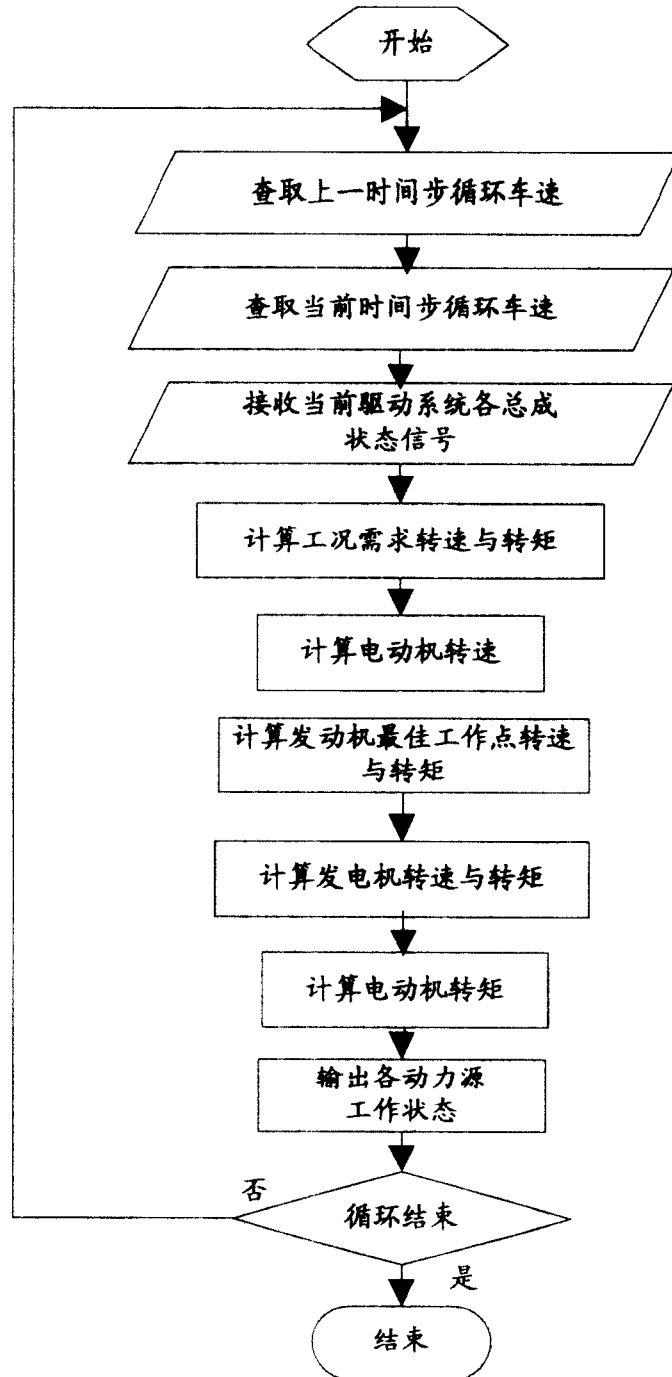 开始
查取上一时间步循环车速
查取当前时间步循环车速
接收当前驱动系统各总成
状态信号
计算工况需求转速与转矩
计算电动机转速
计算发动机最佳工作点转速
与转矩
计算发电机转速与转矩
计算电动机转矩
输出各动力源
工作状态
否
循环结束
是
结束